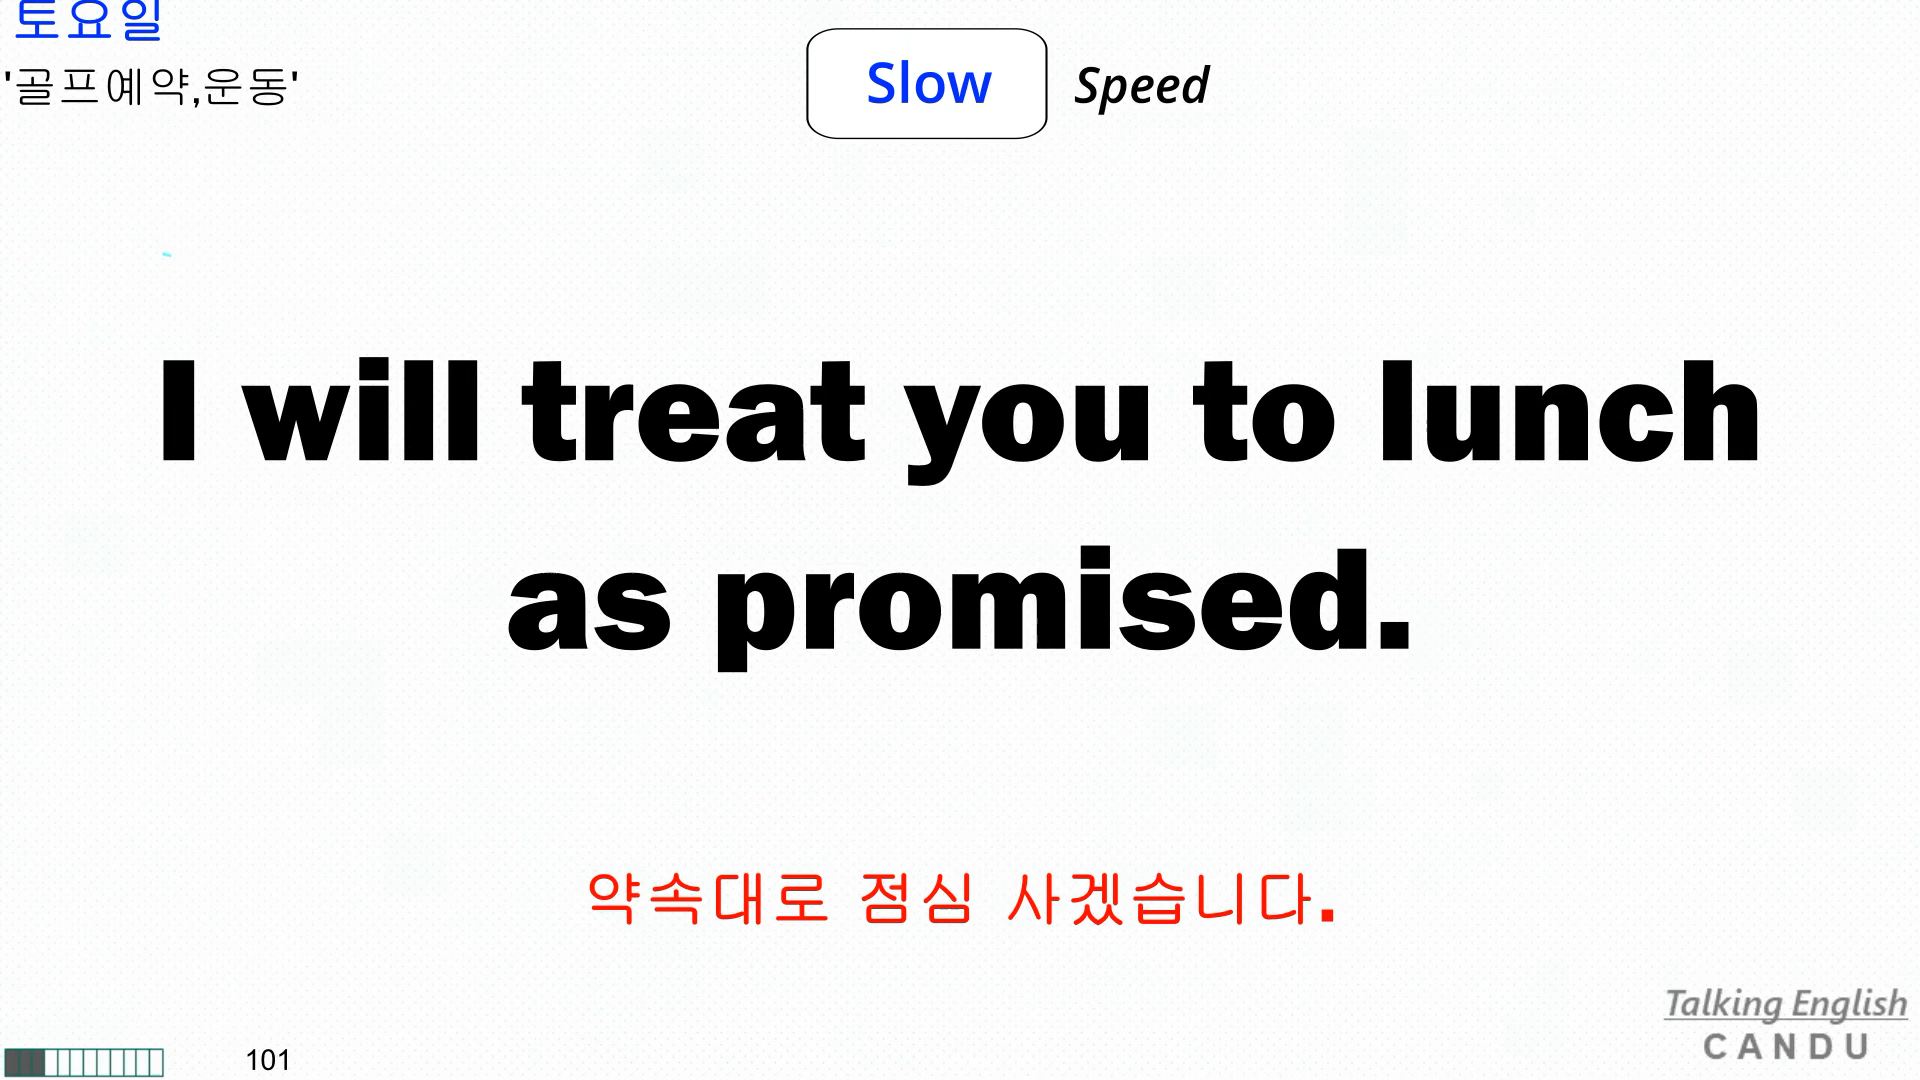 토요일
'골프예약,운동'
Slow Speed
I will treat you to lunch
as promised.
약속대로 점심 사겠습니다.
Talking English
CANDU
101